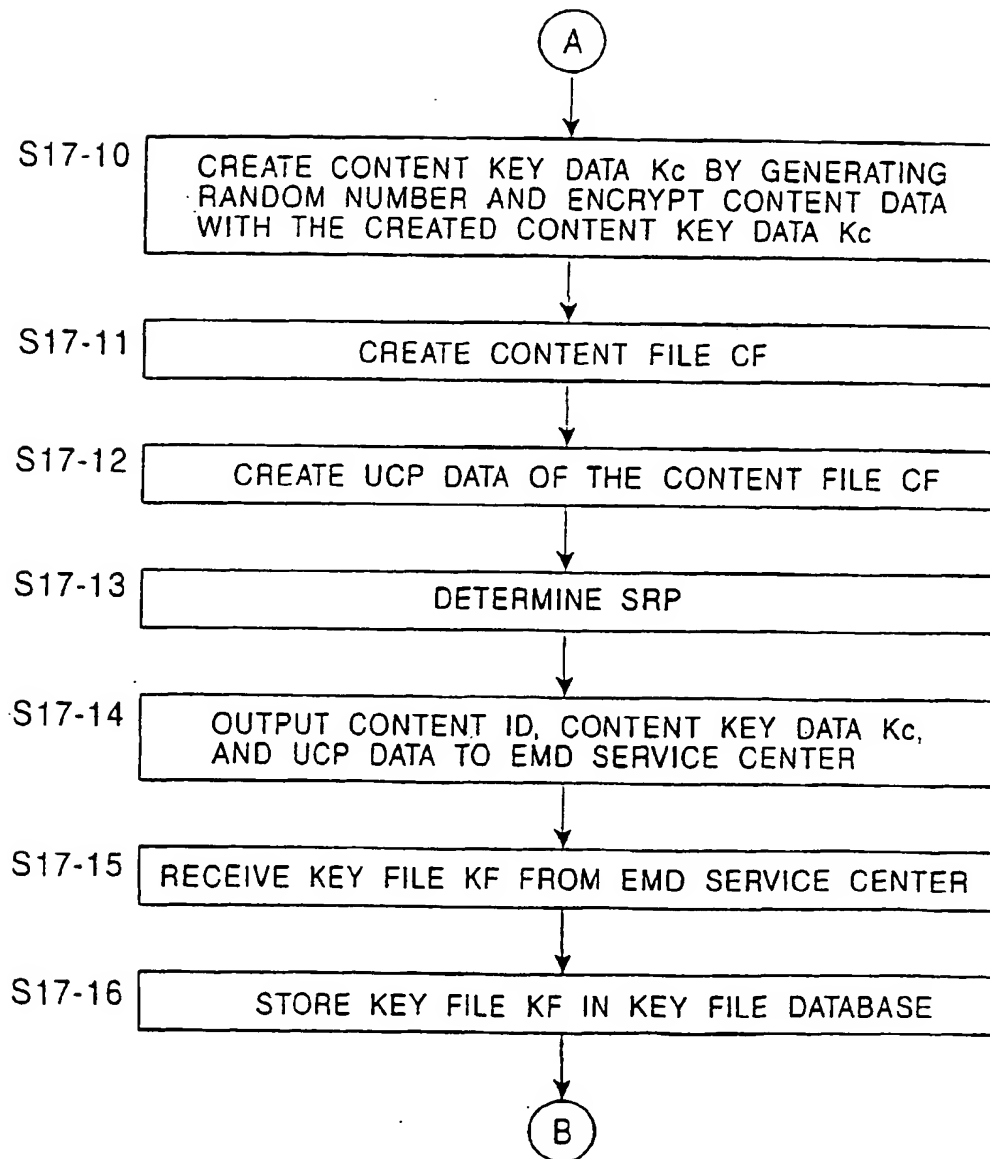 A
S17-10
CREATE CONTENT KEY DATA Kc BY GENERATING
RANDOM NUMBER AND ENCRYPT CONTENT DATA
WITH THE CREATED CONTENT KEY DATA Kc
S17-11
CREATE CONTENT FILE CF
S17-12
CREATE UCP DATA OF THE CONTENT FILE CF
S17-13
DETERMINE SRP
S17-14
OUTPUT CONTENT ID, CONTENT KEY DATA Kc,
AND UCP DATA TO EMD SERVICE CENTER
S17-15
RECEIVE KEY FILE KF FROM EMD SERVICE CENTER
S17-16
STORE KEY FILE KF IN KEY FILE DATABASE
B